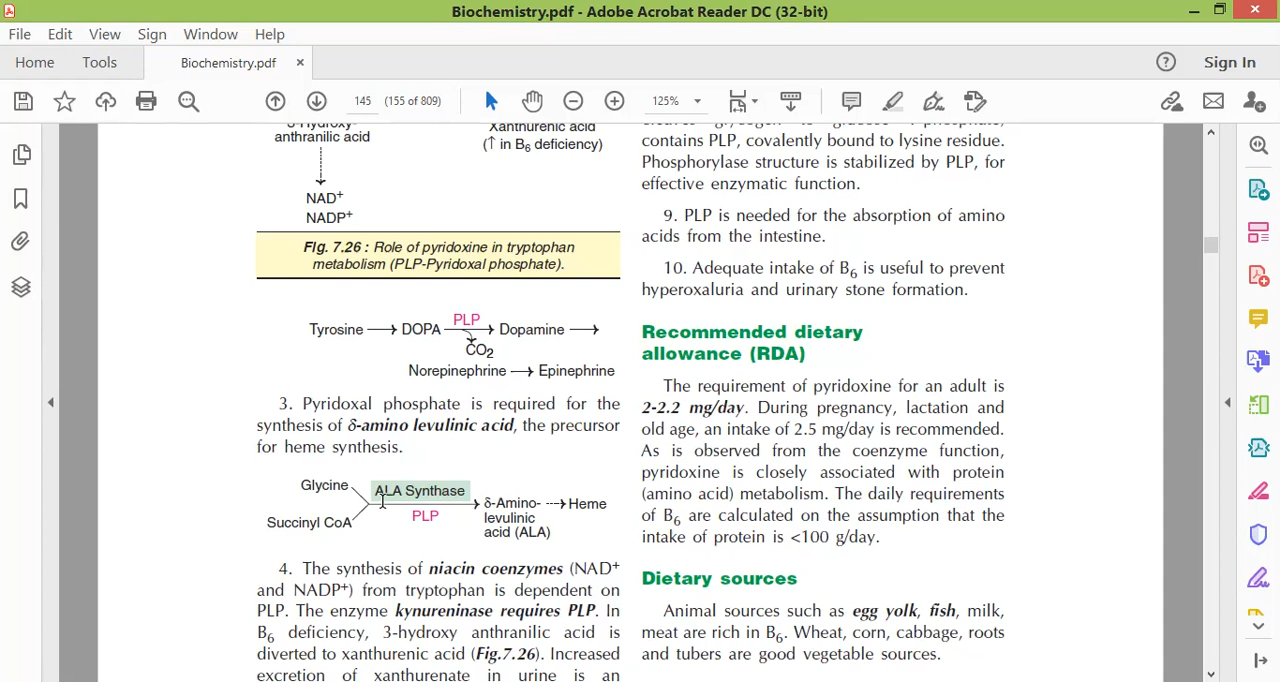 Biochemistry.pdf - Adobe Acrobat Reader DC (32-bit)
File Edit View Sign Window Help
Home Tools Biochemistry.pdf × Sign In
145 (155 of 809) 125%
anthranilic acid
NAD+
NADP+
Xanthurenic acid
(↑ in B6 deficiency)
Fig. 7.26 : Role of pyridoxine in tryptophan
metabolism (PLP-Pyridoxal phosphate).
Tyrosine → DOPA PLP → Dopamine →
CO2
Norepinephrine → Epinephrine
3. Pyridoxal phosphate is required for the
synthesis of δ-amino levulinic acid, the precursor
for heme synthesis.
Glycine
Succinyl CoA
ALA Synthase
PLP
δ-Amino-
levulinic
acid (ALA)
Heme
4. The synthesis of niacin coenzymes (NAD+
and NADP+) from tryptophan is dependent on
PLP. The enzyme kynureninase requires PLP. In
B6 deficiency, 3-hydroxy anthranilic acid is
diverted to xanthurenic acid (Fig.7.26). Increased
excretion of xanthurenate in urine is an
contains PLP, covalently bound to lysine residue.
Phosphorylase structure is stabilized by PLP, for
effective enzymatic function.
9. PLP is needed for the absorption of amino
acids from the intestine.
10. Adequate intake of B6 is useful to prevent
hyperoxaluria and urinary stone formation.
Recommended dietary
allowance (RDA)
The requirement of pyridoxine for an adult is
2-2.2 mg/day. During pregnancy, lactation and
old age, an intake of 2.5 mg/day is recommended.
As is observed from the coenzyme function,
pyridoxine is closely associated with protein
(amino acid) metabolism. The daily requirements
of B6 are calculated on the assumption that the
intake of protein is <100 g/day.
Dietary sources
Animal sources such as egg yolk, fish, milk,
meat are rich in B6. Wheat, corn, cabbage, roots
and tubers are good vegetable sources.